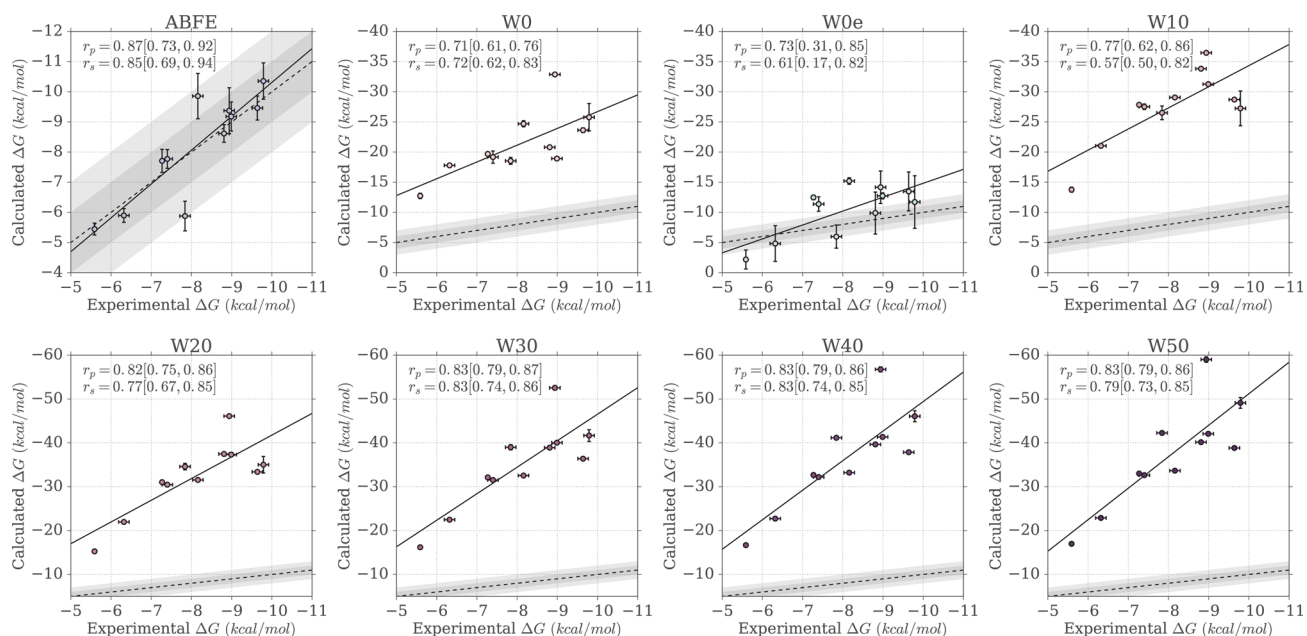 ABFE
r_p = 0.87[0.73, 0.92]
r_s = 0.85[0.69, 0.94]
−12
−11
−10
−9
−8
−7
−6
−5
−4
Calculated ΔG (kcal/mol)
−5 −6 −7 −8 −9 −10 −11
Experimental ΔG (kcal/mol)
W0
r_p = 0.71[0.61, 0.76]
r_s = 0.72[0.62, 0.83]
−40
−35
−30
−25
−20
−15
−10
−5
0
Calculated ΔG (kcal/mol)
−5 −6 −7 −8 −9 −10 −11
Experimental ΔG (kcal/mol)
W0e
r_p = 0.73[0.31, 0.85]
r_s = 0.61[0.17, 0.82]
−40
−35
−30
−25
−20
−15
−10
−5
0
Calculated ΔG (kcal/mol)
−5 −6 −7 −8 −9 −10 −11
Experimental ΔG (kcal/mol)
W10
r_p = 0.77[0.62, 0.86]
r_s = 0.57[0.50, 0.82]
−40
−35
−30
−25
−20
−15
−10
−5
0
Calculated ΔG (kcal/mol)
−5 −6 −7 −8 −9 −10 −11
Experimental ΔG (kcal/mol)
W20
r_p = 0.82[0.75, 0.86]
r_s = 0.77[0.67, 0.85]
−60
−50
−40
−30
−20
−10
Calculated ΔG (kcal/mol)
−5 −6 −7 −8 −9 −10 −11
Experimental ΔG (kcal/mol)
W30
r_p = 0.83[0.79, 0.87]
r_s = 0.83[0.74, 0.86]
−60
−50
−40
−30
−20
−10
Calculated ΔG (kcal/mol)
−5 −6 −7 −8 −9 −10 −11
Experimental ΔG (kcal/mol)
W40
r_p = 0.83[0.79, 0.86]
r_s = 0.83[0.74, 0.85]
−60
−50
−40
−30
−20
−10
Calculated ΔG (kcal/mol)
−5 −6 −7 −8 −9 −10 −11
Experimental ΔG (kcal/mol)
W50
r_p = 0.83[0.79, 0.86]
r_s = 0.79[0.73, 0.85]
−60
−50
−40
−30
−20
−10
Calculated ΔG (kcal/mol)
−5 −6 −7 −8 −9 −10 −11
Experimental ΔG (kcal/mol)